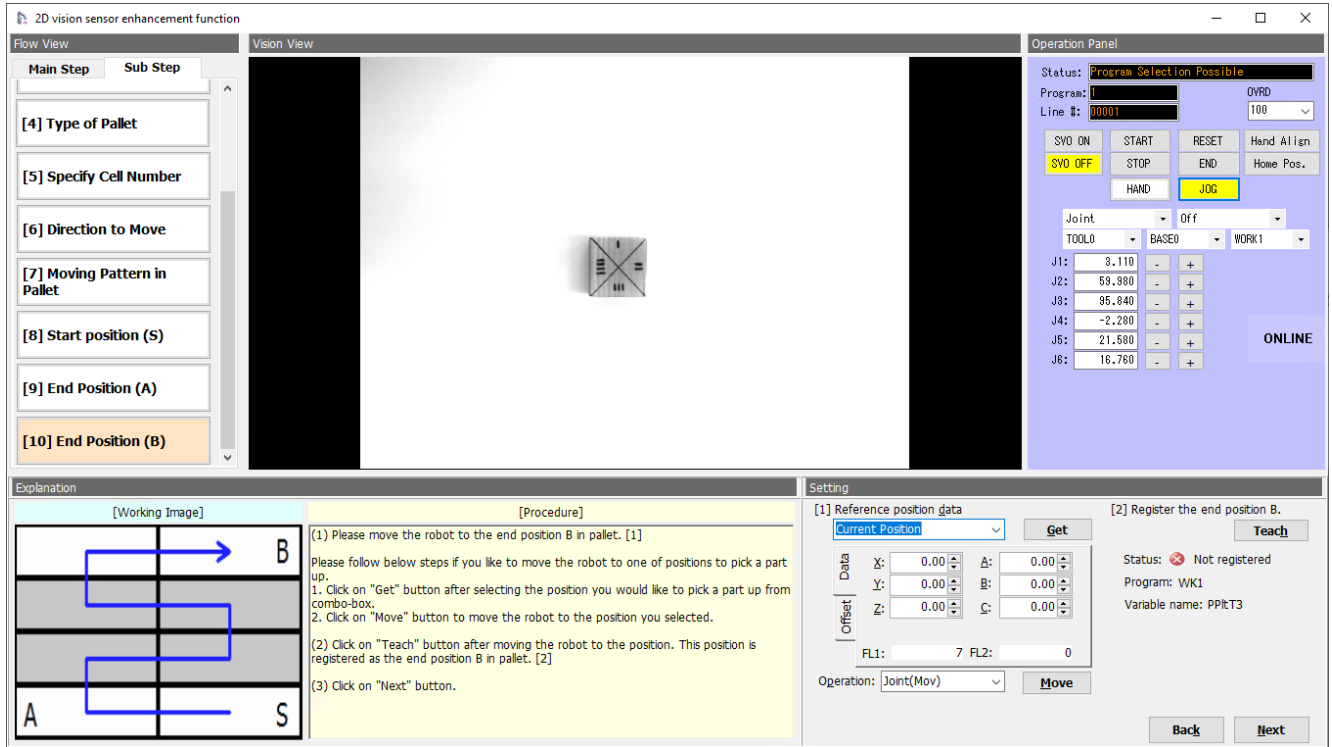 2D vision sensor enhancement function
Flow View
Main Step Sub Step
[4] Type of Pallet
[5] Specify Cell Number
[6] Direction to Move
[7] Moving Pattern in
Pallet
[8] Start position (S)
[9] End Position (A)
[10] End Position (B)
Vision View
Operation Panel
Status: Program Selection Possible
Program: 1 OVRD
Line #: 00001 100
SVO ON START RESET Hand Align
SVO OFF STOP END Home Pos.
HAND JOG
Joint Off
TOOL0 BASE0 WORK1
J1: 3.110 - +
J2: 59.980 - +
J3: 95.840 - +
J4: -2.280 - +
J5: 21.580 - +
J6: 16.760 - +
ONLINE
Explanation
[Working Image]
B
A S
[Procedure]
(1) Please move the robot to the end position B in pallet. [1]
Please follow below steps if you like to move the robot to one of positions to pick a part
up.
1. Click on "Get" button after selecting the position you would like to pick a part up from
combo-box.
2. Click on "Move" button to move the robot to the position you selected.
(2) Click on "Teach" button after moving the robot to the position. This position is
registered as the end position B in pallet. [2]
(3) Click on "Next" button.
Setting
[1] Reference position data
Current Position Get
Data
Offset
X: 0.00 A: 0.00
Y: 0.00 B: 0.00
Z: 0.00 C: 0.00
FL1: 7 FL2: 0
Operation: Joint(Mov) Move
[2] Register the end position B.
Teach
Status: Not registered
Program: WK1
Variable name: PPltT3
Back Next